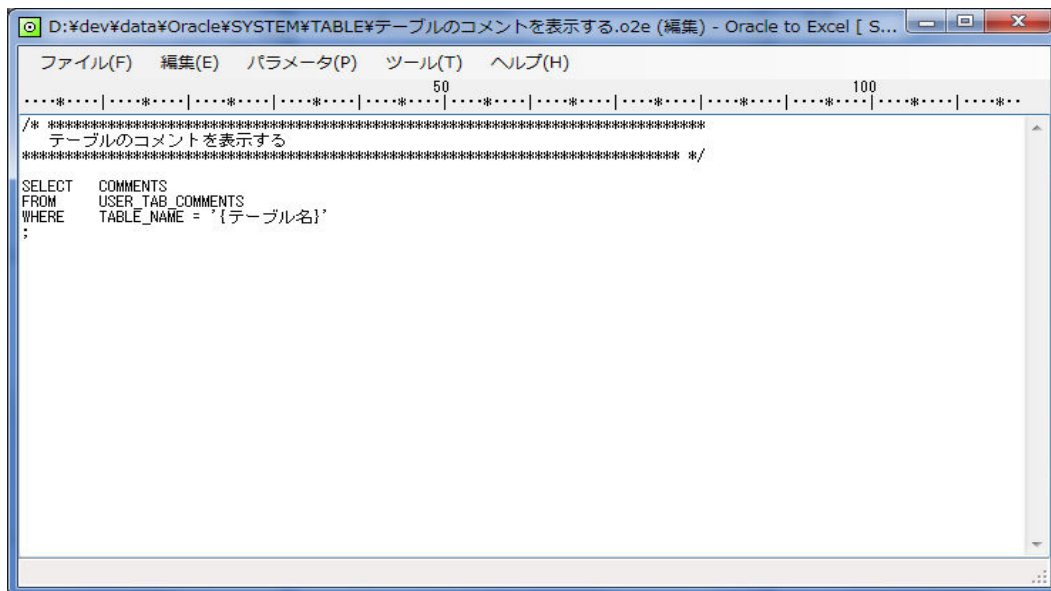 D:¥dev¥data¥Oracle¥SYSTEM¥TABLE¥テーブルのコメントを表示する.o2e (編集) - Oracle to Excel [ S...
ファイル(F) 編集(E) パラメータ(P) ツール(T) ヘルプ(H)
50 100
····*····|····*····|····*····|····*····|····*····|····*····|····*····|····*····|····*····|····*····|····*····|····*··
/* *****************************************************************************
テーブルのコメントを表示する
***************************************************************************** */
SELECT COMMENTS
FROM USER_TAB_COMMENTS
WHERE TABLE_NAME = '{テーブル名}'
;